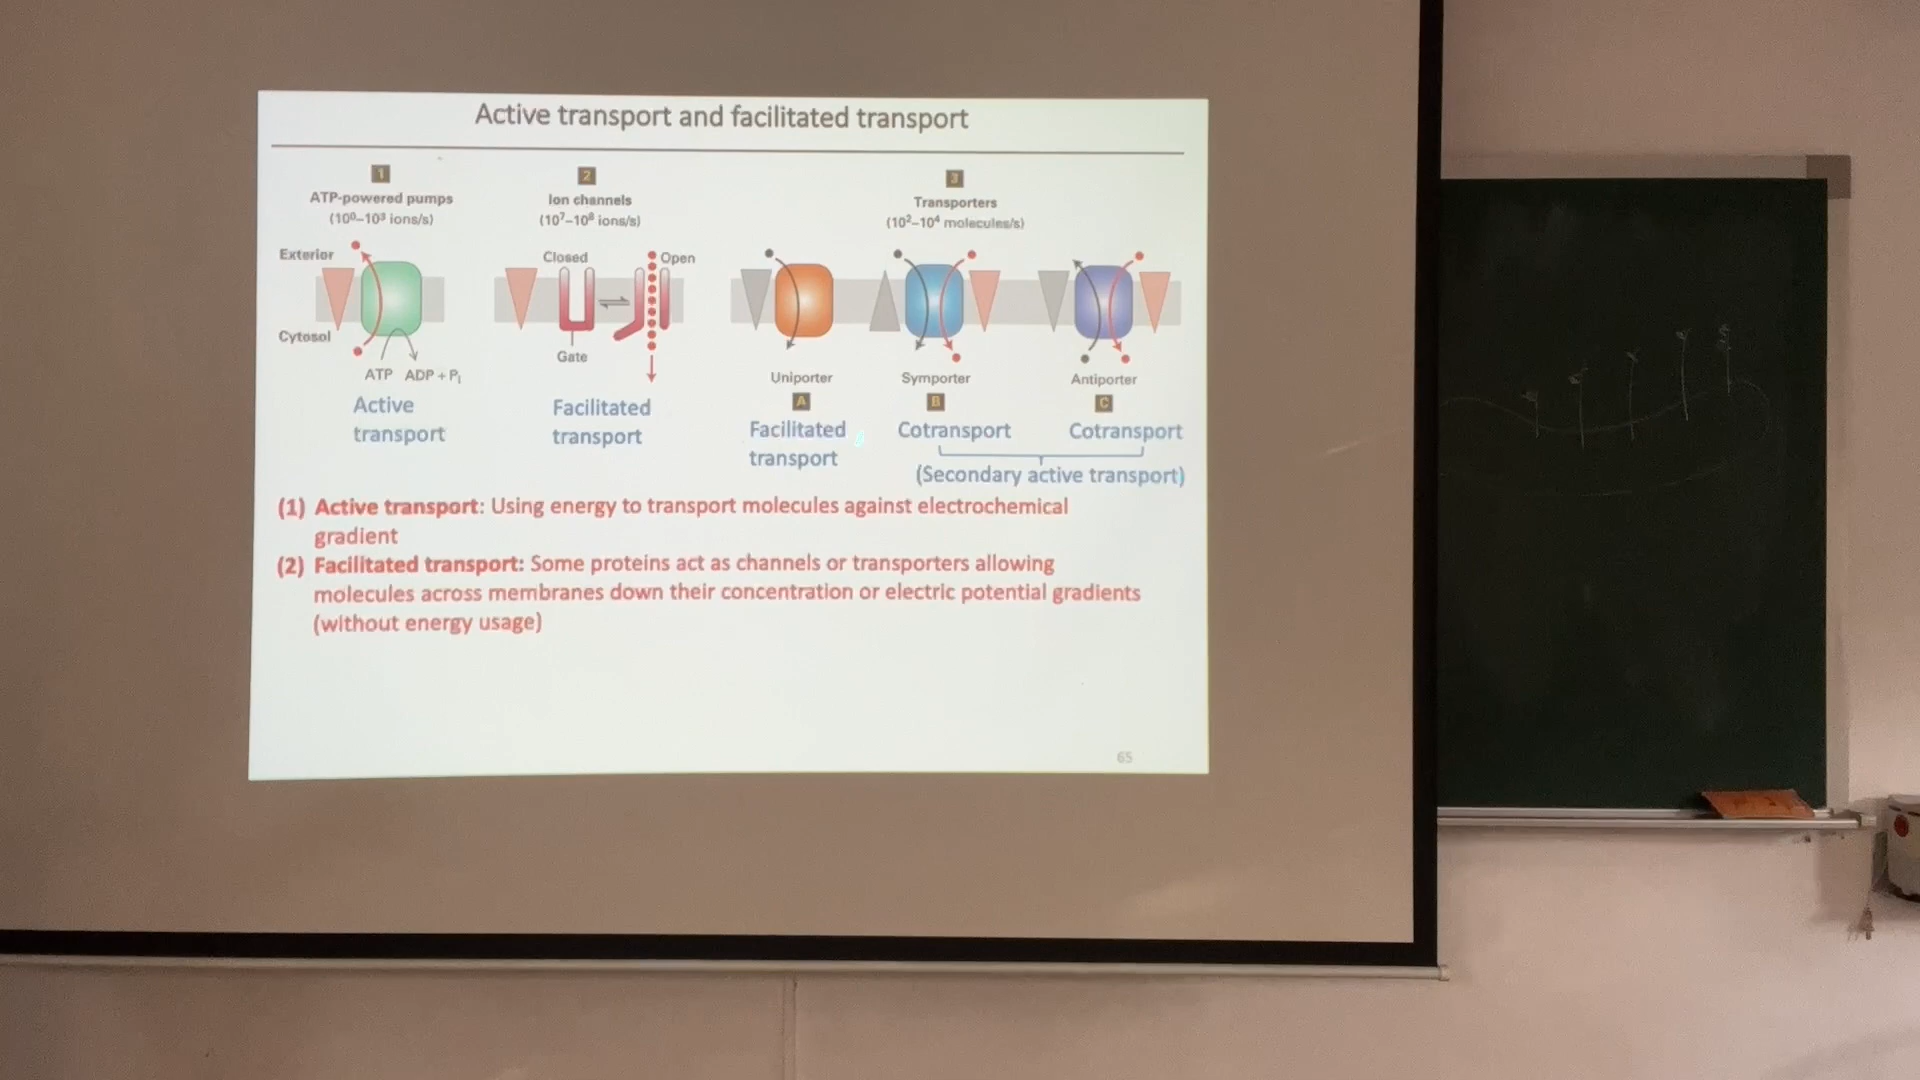 Active transport and facilitated transport
1
ATP-powered pumps
(10⁰–10³ ions/s)
2
Ion channels
(10⁷–10⁸ ions/s)
3
Transporters
(10²–10⁴ molecules/s)
Exterior
Closed
Open
Cytosol
Gate
ATP ADP + Pi
Uniporter
Symporter
Antiporter
A
B
C
Active
transport
Facilitated
transport
Facilitated
transport
Cotransport
Cotransport
(Secondary active transport)
(1) Active transport: Using energy to transport molecules against electrochemical
gradient
(2) Facilitated transport: Some proteins act as channels or transporters allowing
molecules across membranes down their concentration or electric potential gradients
(without energy usage)
65